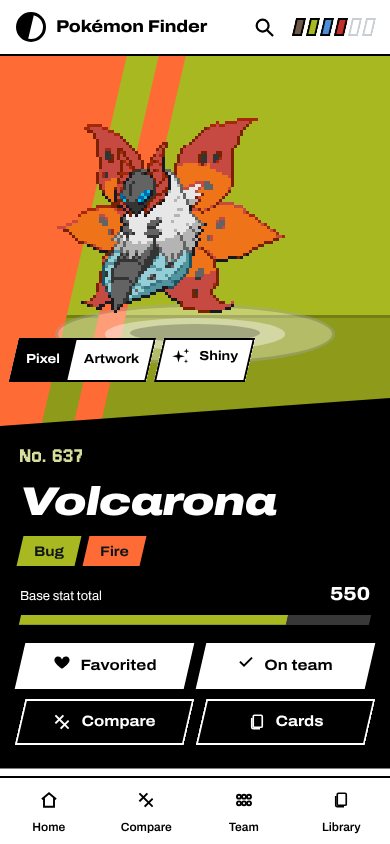 Pokémon Finder
Pixel
Artwork
Shiny
No. 637
Volcarona
Bug
Fire
Base stat total
550
Favorited
On team
Compare
Cards
Home
Compare
Team
Library